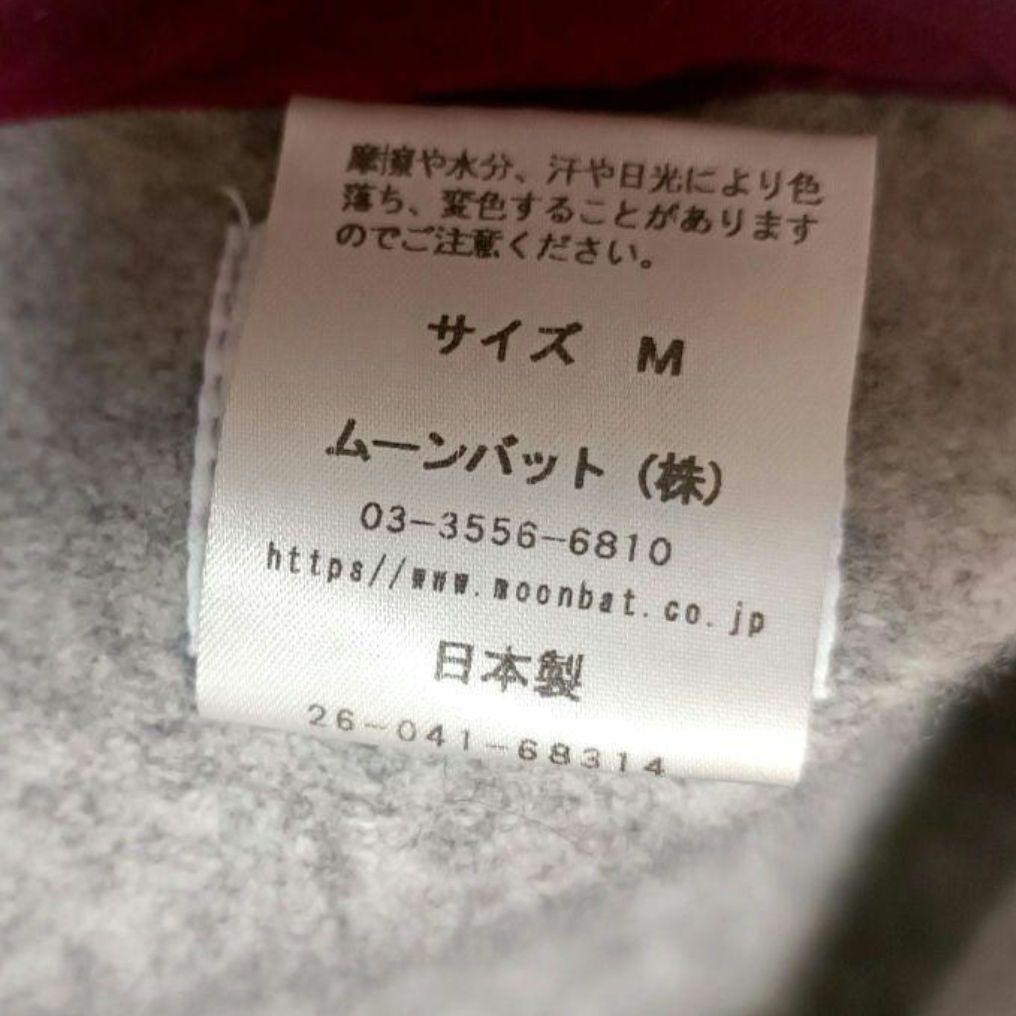 摩擦や水分、汗や日光により色
落ち、変色することがあります
のでご注意ください。
サイズ M
ムーンバット (株)
03-3556-6810
https//www.moonbat.co.jp
日本製
26-041-68314